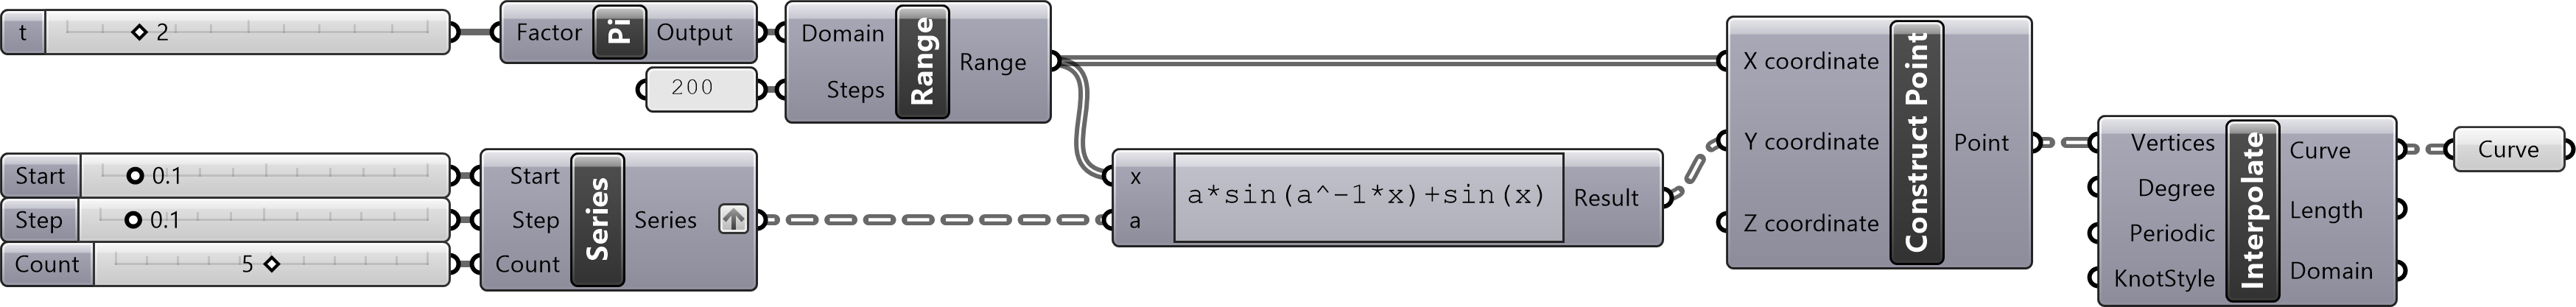 t 2
Factor Pi Output
200
Domain
Steps
Range
Range
Start 0.1
Step 0.1
Count 5
Start
Step
Count
Series
Series
x
a
a*sin(a^-1*x)+sin(x)
Result
X coordinate
Y coordinate
Z coordinate
Construct Point
Point
Vertices
Degree
Periodic
KnotStyle
Interpolate
Curve
Length
Domain
Curve